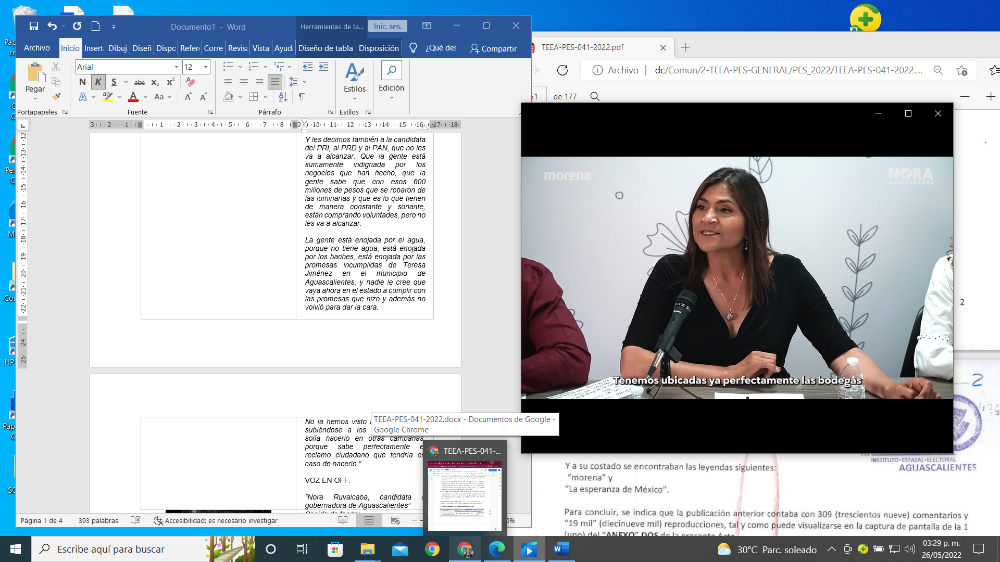 Documento1 - Word
Herramientas de ta...
Inic. ses.
Archivo
Inicio
Insert
Dibuj
Diseñ
Dispc
Refer
Corre
Revisa
Vista
Ayuda
Diseño de tabla
Disposición
¿Qué des
Compartir
Pegar
Arial
12
N K S abc x₂ x²
Aa
Estilos
Edición
Portapapeles
Fuente
Párrafo
Estilos
Y les decimos también a la candidata
del PRI, al PRD y al PAN, que no les
va a alcanzar. Que la gente está
sumamente indignada por los
negocios que han hecho, que la
gente sabe que con esos 600
millones de pesos que se robaron de
las luminarias y que es lo que tienen
de manera constante y sonante,
están comprando voluntades, pero no
les va a alcanzar.
La gente está enojada por el agua,
porque no tiene agua, está enojada
por los baches, está enojada por las
promesas incumplidas de Teresa
Jiménez en el municipio de
Aguascalientes, y nadie le cree que
vaya ahora en el estado a cumplir con
las promesas que hizo y además no
volvió para dar la cara.
No la hemos visto
subiéndose a los
solía hacerlo en otras campañas,
porque sabe perfectamente e
reclamo ciudadano que tendría e
caso de hacerlo.”
VOZ EN OFF:
“Nora Ruvalcaba, candidata a
gobernadora de Aguascalientes”
Página 1 de 4
393 palabras
Accesibilidad: es necesario investigar
0%
TEEA-PES-041-2022.docx - Documentos de Google -
Google Chrome
TEEA-PES-041-...
TEEA-PES-041-2022.pdf
Archivo | dc/Comun/2-TEEA-PES-GENERAL/PES_2022/TEEA-PES-041-2022....
51 de 177
morena
NORA
GOBERNADORA
Tenemos ubicadas ya perfectamente las bodegas
2
2
INSTITUTO•ESTATAL•ELECTORAL
AGUASCALIENTES
Y a su costado se encontraban las leyendas siguientes:
“morena” y
“La esperanza de México”.
Para concluir, se indica que la publicación anterior contaba con 309 (trescientos nueve) comentarios y
“19 mil” (diecinueve mil) reproducciones, tal y como puede visualizarse en la captura de pantalla de la 1
(uno) del “ANEXO” DOS de la presente Acta
Escribe aquí para buscar
30°C Parc. soleado
03:29 p. m.
26/05/2022